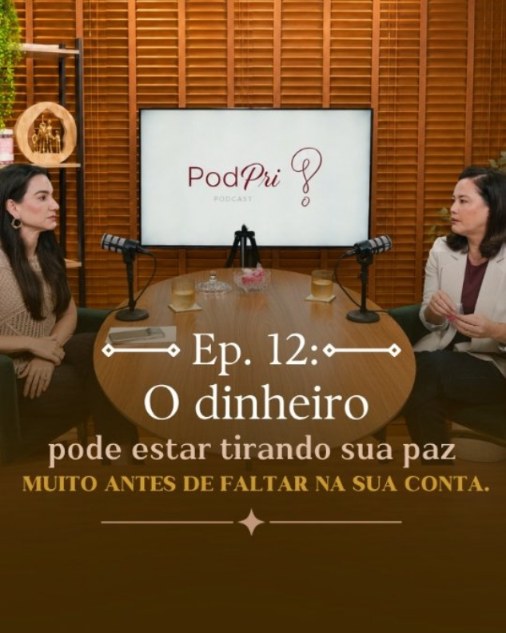 PodPri
PODCAST
Ep. 12:
O dinheiro
pode estar tirando sua paz
MUITO ANTES DE FALTAR NA SUA CONTA.